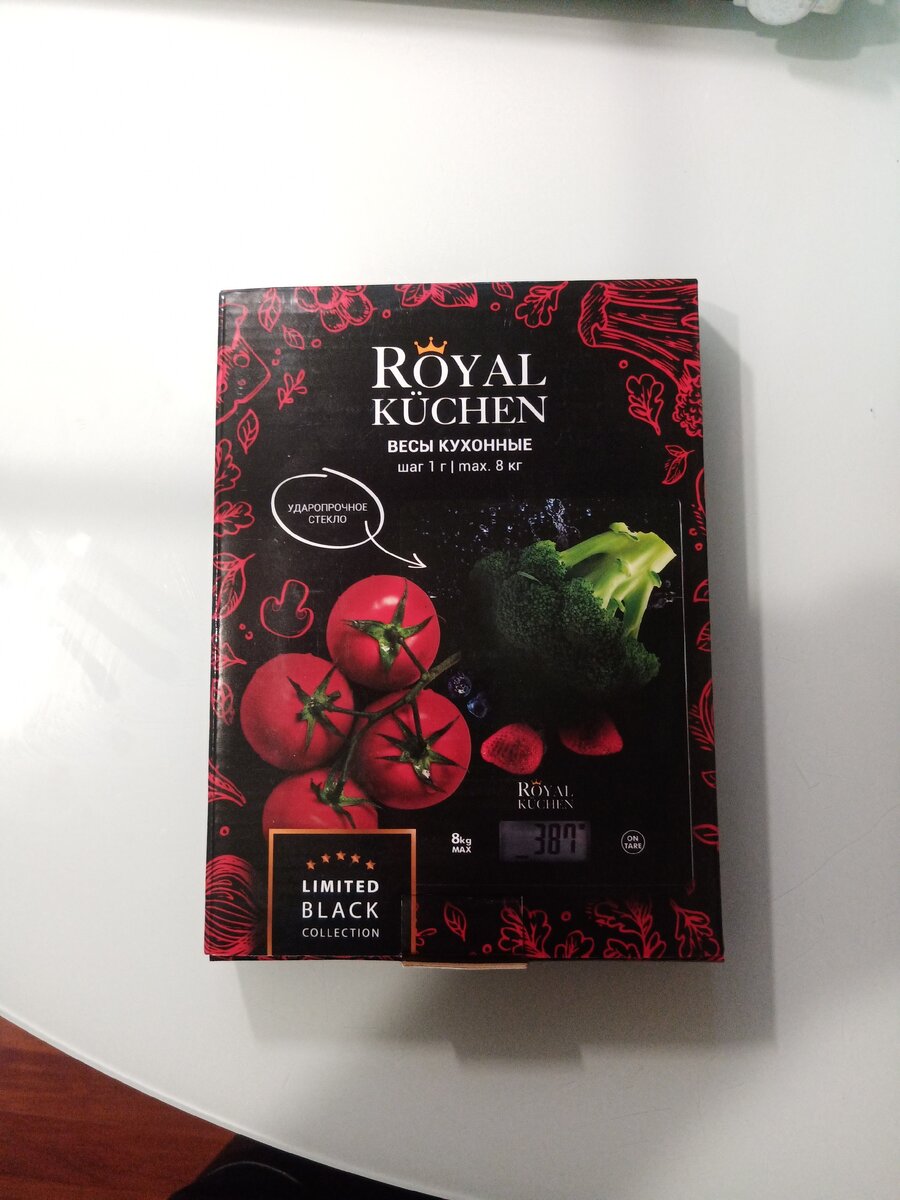 ROYAL
KÜCHEN
ВЕСЫ КУХОННЫЕ
шаг 1 г | max. 8 кг
УДАРОПРОЧНОЕ
СТЕКЛО
ROYAL
KÜCHEN
8kg
MAX
387
ON
TARE
LIMITED
BLACK
COLLECTION